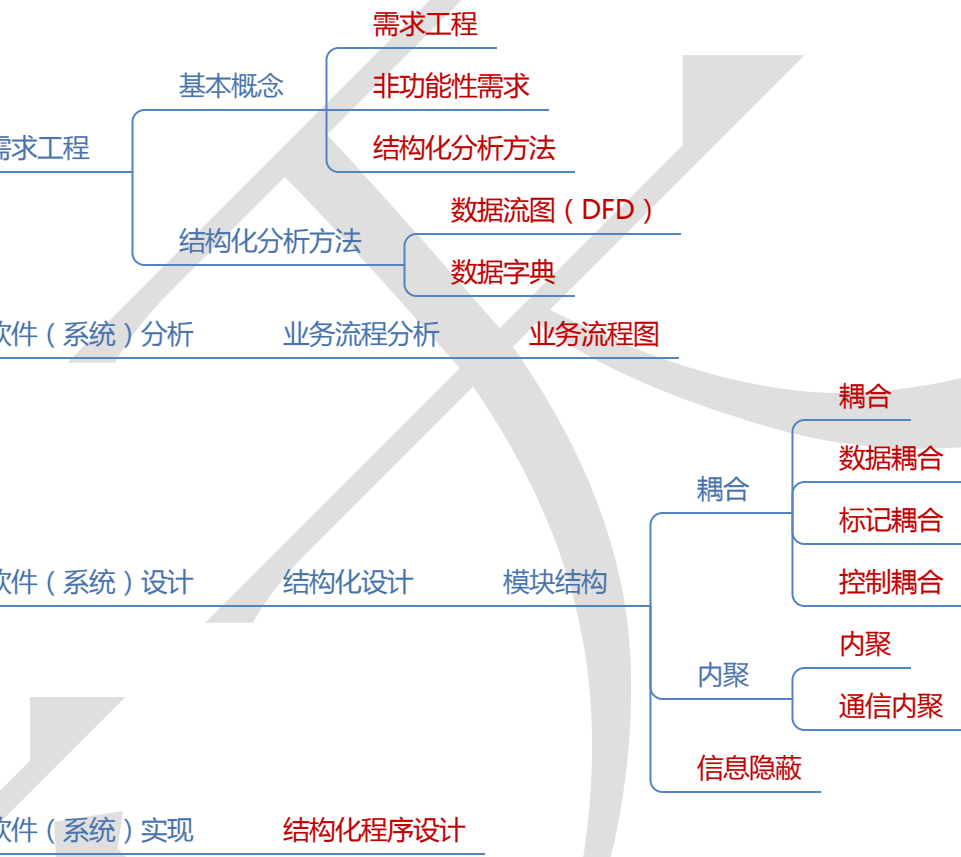 需求工程
基本概念
非功能性需求
需求工程
结构化分析方法
数据流图（DFD）
结构化分析方法
数据字典
软件（系统）分析
业务流程分析
业务流程图
耦合
数据耦合
耦合
标记耦合
软件（系统）设计
结构化设计
模块结构
控制耦合
内聚
内聚
通信内聚
信息隐蔽
软件（系统）实现
结构化程序设计